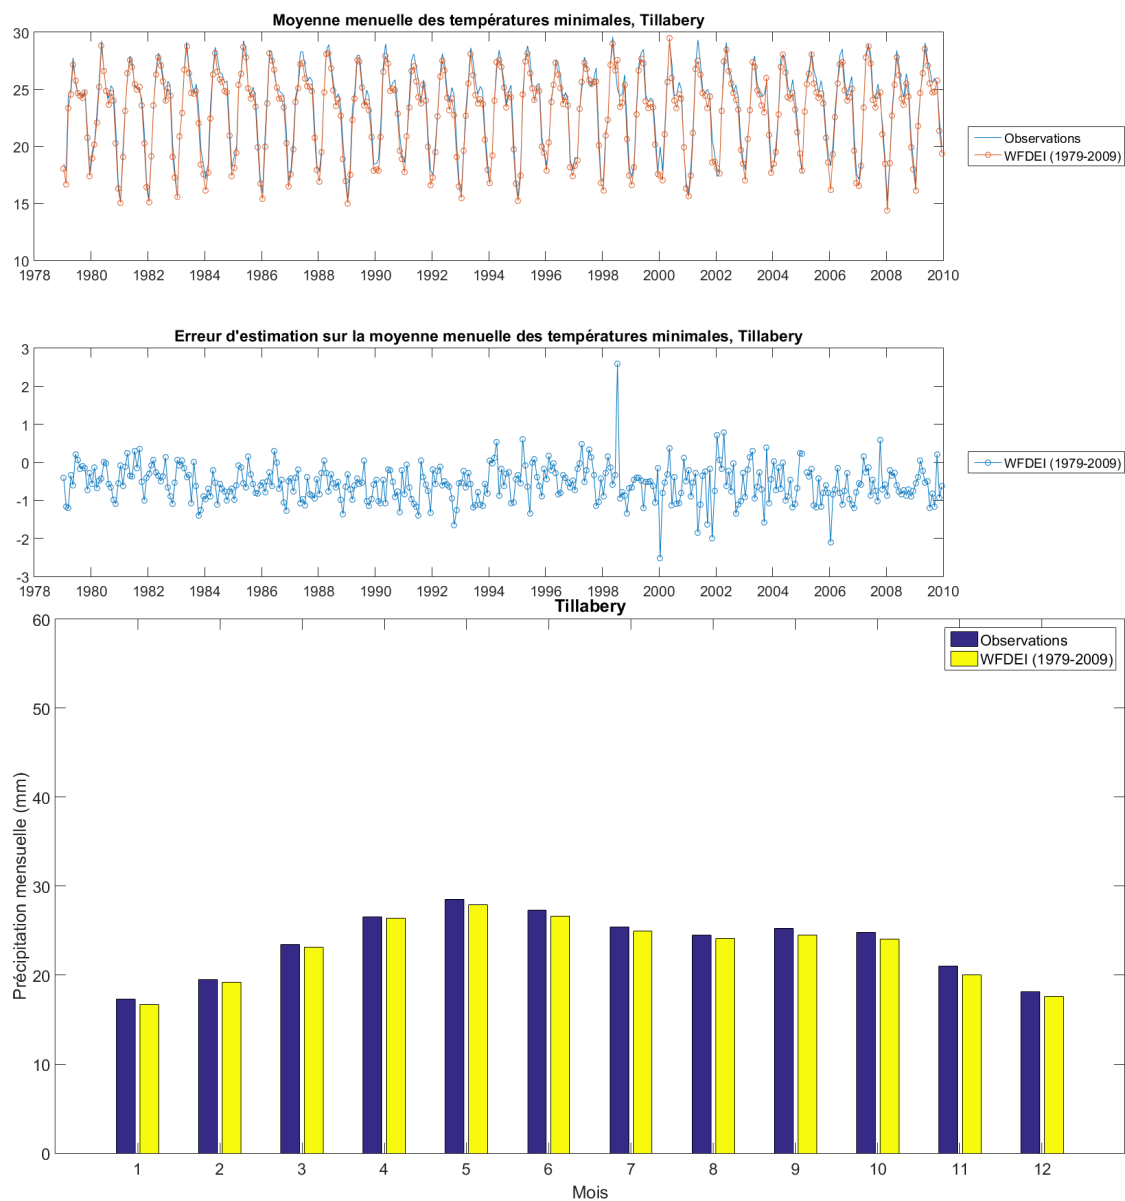 Moyenne menuelle des températures minimales, Tillabery
30
25
20
15
10
1978 1980 1982 1984 1986 1988 1990 1992 1994 1996 1998 2000 2002 2004 2006 2008 2010
Observations
WFDEI (1979-2009)
Erreur d'estimation sur la moyenne menuelle des températures minimales, Tillabery
3
2
1
0
-1
-2
-3
1978 1980 1982 1984 1986 1988 1990 1992 1994 1996 1998 2000 2002 2004 2006 2008 2010
WFDEI (1979-2009)
Tillabery
60
50
40
30
20
10
0
Précipitation mensuelle (mm)
Observations
WFDEI (1979-2009)
1 2 3 4 5 6 7 8 9 10 11 12
Mois